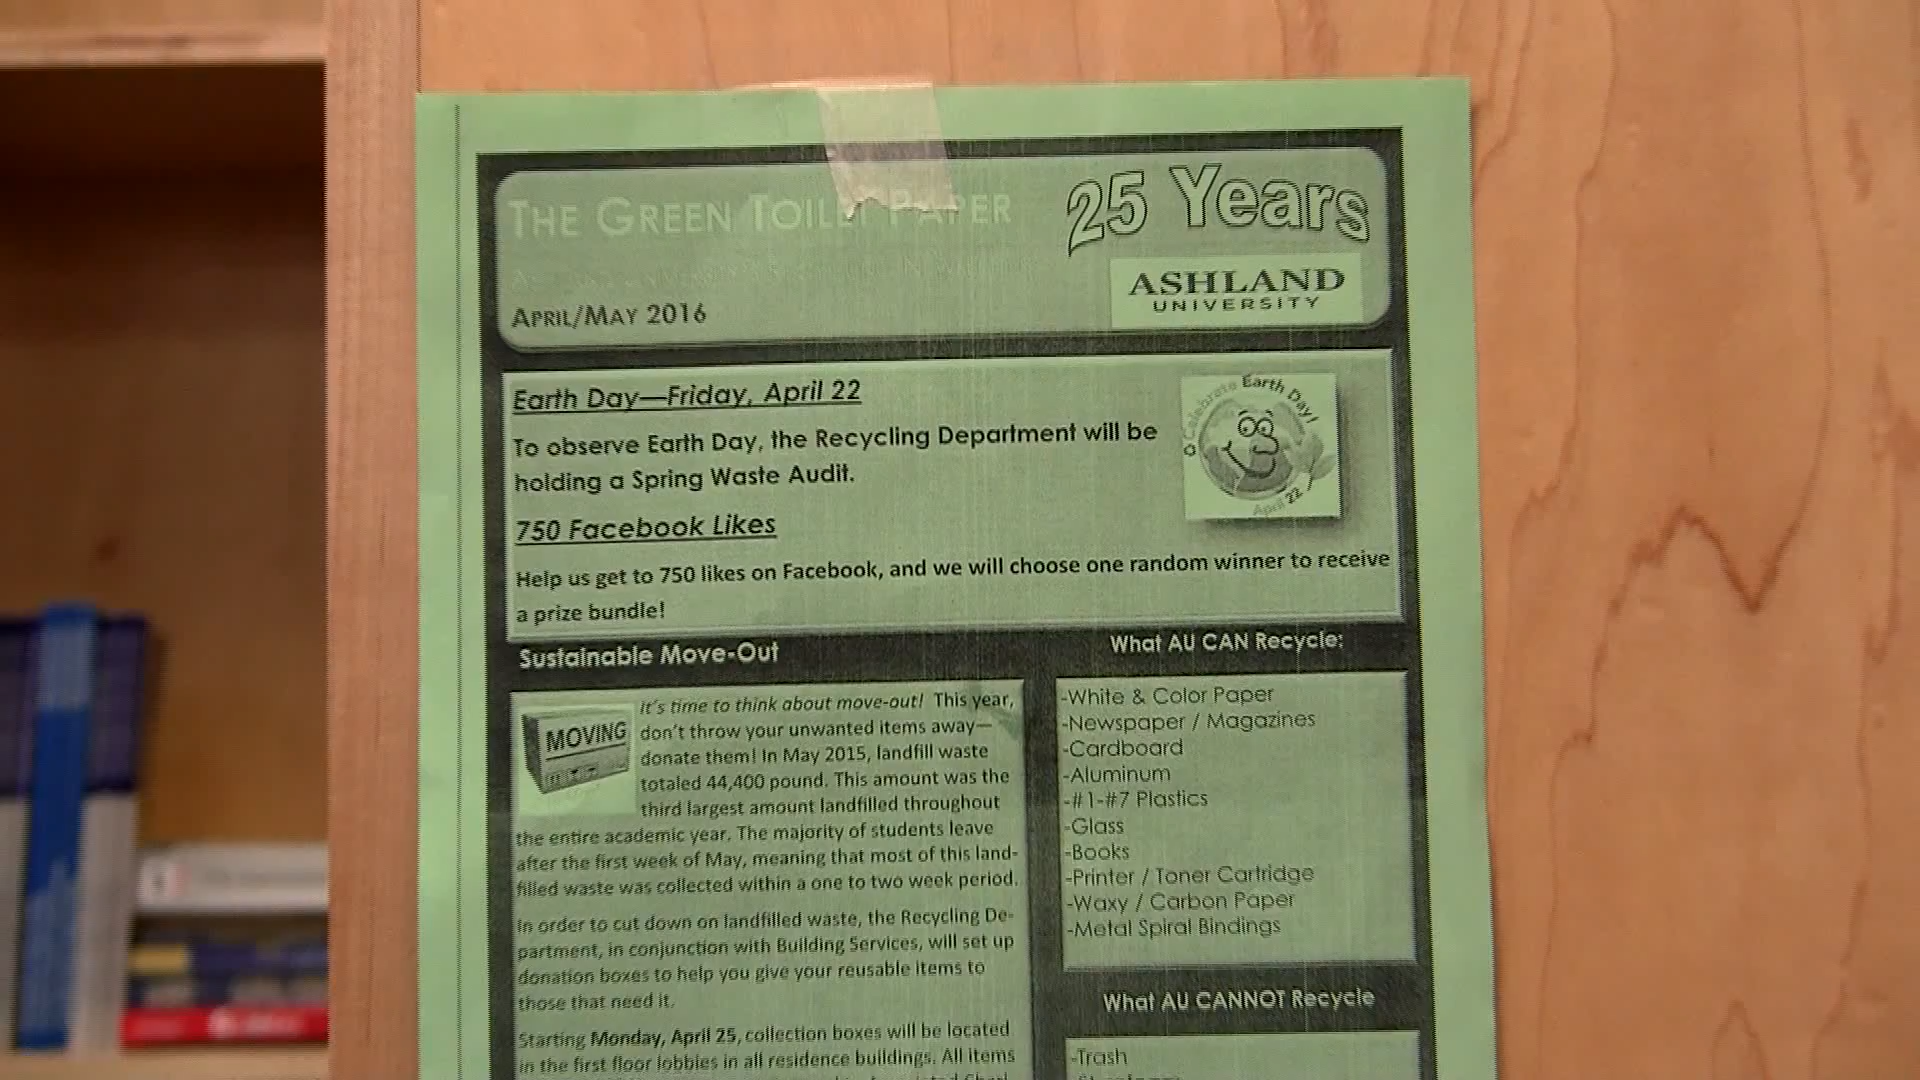 THE GREEN TOILET PAPER
25 Years
ASHLAND
UNIVERSITY
APRIL/MAY 2016
Earth Day—Friday, April 22
To observe Earth Day, the Recycling Department will be
holding a Spring Waste Audit.
Celebrate Earth Day!
April 22
750 Facebook Likes
Help us get to 750 likes on Facebook, and we will choose one random winner to receive
a prize bundle!
Sustainable Move-Out
MOVING
It's time to think about move-out! This year,
don't throw your unwanted items away—
donate them! In May 2015, landfill waste
totaled 44,400 pound. This amount was the
third largest amount landfilled throughout
the entire academic year. The majority of students leave
after the first week of May, meaning that most of this land-
filled waste was collected within a one to two week period.
In order to cut down on landfilled waste, the Recycling De-
partment, in conjunction with Building Services, will set up
donation boxes to help you give your reusable items to
those that need it.
Starting Monday, April 25, collection boxes will be located
in the first floor lobbies in all residence buildings. All items
What AU CAN Recycle:
-White & Color Paper
-Newspaper / Magazines
-Cardboard
-Aluminum
-#1-#7 Plastics
-Glass
-Books
-Printer / Toner Cartridge
-Waxy / Carbon Paper
-Metal Spiral Bindings
What AU CANNOT Recycle
-Trash